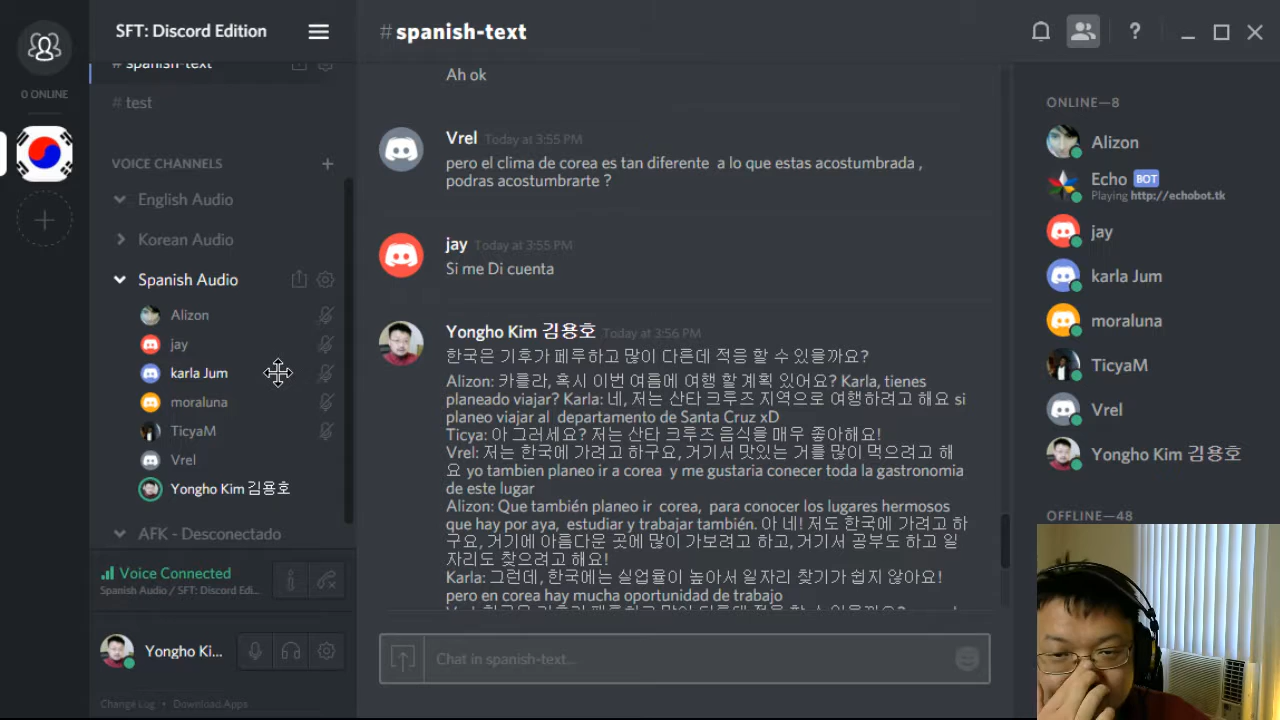 SFT: Discord Edition
# spanish-text
0 ONLINE
# spanish-text
# test
VOICE CHANNELS
English Audio
Korean Audio
Spanish Audio
Alizon
jay
karla Jum
moraluna
TicyaM
Vrel
Yongho Kim 김용호
AFK - Desconectado
Voice Connected
Spanish Audio / SFT: Discord Edi...
Yongho Ki...
Change Log • Download Apps
Ah ok
Vrel Today at 3:55 PM
pero el clima de corea es tan diferente a lo que estas acostumbrada ,
podras acostumbrarte ?
jay Today at 3:55 PM
Si me Di cuenta
Yongho Kim 김용호 Today at 3:56 PM
한국은 기후가 페루하고 많이 다른데 적응 할 수 있을까요?
Alizon: 카를라, 혹시 이번 여름에 여행 할 계획 있어요? Karla, tienes
planeado viajar? Karla: 네, 저는 산타 크루즈 지역으로 여행하려고 해요 si
planeo viajar al departamento de Santa Cruz xD
Ticya: 아 그러세요? 저는 산타 크루즈 음식을 매우 좋아해요!
Vrel: 저는 한국에 가려고 하구요, 거기서 맛있는 거를 많이 먹으려고 해
요 yo tambien planeo ir a corea y me gustaria conecer toda la gastronomia
de este lugar
Alizon: Que también planeo ir corea, para conocer los lugares hermosos
que hay por aya, estudiar y trabajar también. 아 네! 저도 한국에 가려고 하
구요, 거기에 아름다운 곳에 많이 가보려고 하고, 거기서 공부도 하고 일
자리도 찾으려고 해요!
Karla: 그런데, 한국에는 실업률이 높아서 일자리 찾기가 쉽지 않아요!
pero en corea hay mucha oportunidad de trabajo
Chat in spanish-text...
?
ONLINE—8
Alizon
Echo BOT
Playing http://echobot.tk
jay
karla Jum
moraluna
TicyaM
Vrel
Yongho Kim 김용호
OFFLINE—48